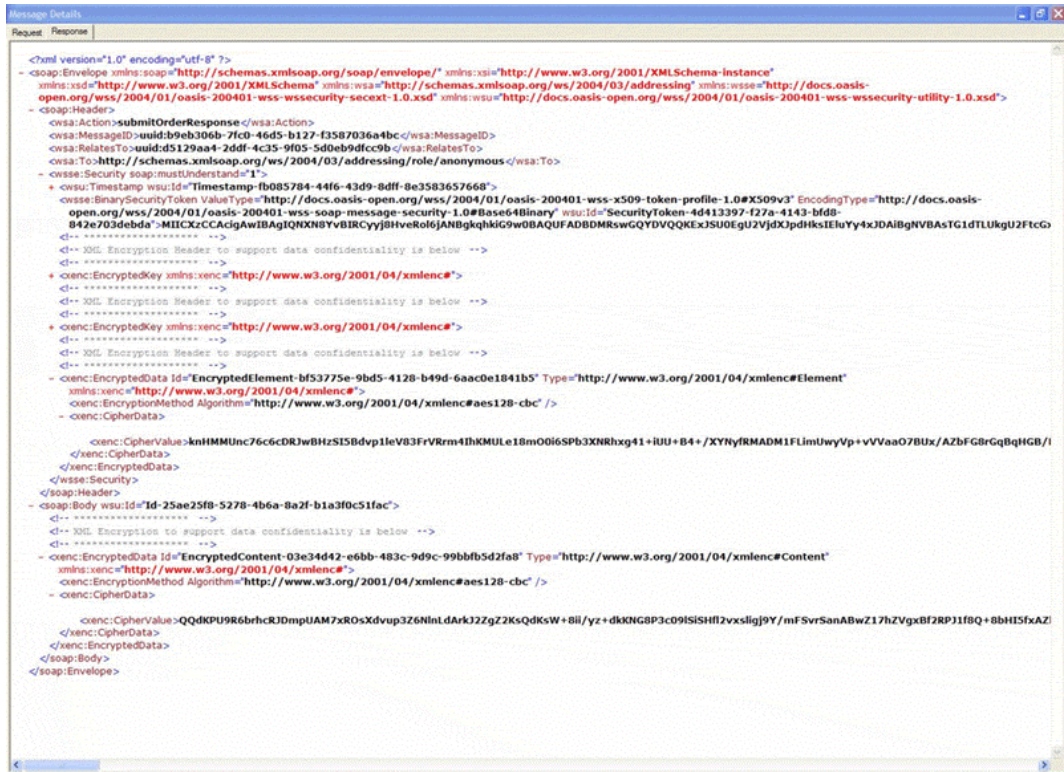 Message Details
Request Response
<?xml version="1.0" encoding="utf-8" ?>
- <soap:Envelope xmlns:soap="http://schemas.xmlsoap.org/soap/envelope/" xmlns:xsi="http://www.w3.org/2001/XMLSchema-instance"
xmlns:xsd="http://www.w3.org/2001/XMLSchema" xmlns:wsa="http://schemas.xmlsoap.org/ws/2004/03/addressing" xmlns:wsse="http://docs.oasis-
open.org/wss/2004/01/oasis-200401-wss-wssecurity-secext-1.0.xsd" xmlns:wsu="http://docs.oasis-open.org/wss/2004/01/oasis-200401-wss-wssecurity-utility-1.0.xsd">
- <soap:Header>
<wsa:Action>submitOrderResponse</wsa:Action>
<wsa:MessageID>uuid:b9eb306b-7fc0-46d5-b127-f3587036a4bc</wsa:MessageID>
<wsa:RelatesTo>uuid:d5129aa4-2ddf-4c35-9f05-5d0eb9dfcc9b</wsa:RelatesTo>
<wsa:To>http://schemas.xmlsoap.org/ws/2004/03/addressing/role/anonymous</wsa:To>
- <wsse:Security soap:mustUnderstand="1">
+ <wsu:Timestamp wsu:Id="Timestamp-fb085784-44f6-43d9-8dff-8e3583657668">
<wsse:BinarySecurityToken ValueType="http://docs.oasis-open.org/wss/2004/01/oasis-200401-wss-x509-token-profile-1.0#X509v3" EncodingType="http://docs.oasis-
open.org/wss/2004/01/oasis-200401-wss-soap-message-security-1.0#Base64Binary" wsu:Id="SecurityToken-4d413397-f27a-4143-bfd8-
842e703debda">MIICXzCCAcigAwIBAgIQNXN8YvBIRCyyj8HveRol6jANBgkqhkiG9w0BAQUFADBDMRswGQYDVQQKExJSU0EgU2VjdXJpdHksIEluYy4xJDAiBgNVBAsTG1dTLUkgU2FtcGx
<!-- ******************* -->
<!-- XML Encryption Header to support data confidentiality is below -->
<!-- ******************* -->
+ <xenc:EncryptedKey xmlns:xenc="http://www.w3.org/2001/04/xmlenc#">
<!-- ******************* -->
<!-- XML Encryption Header to support data confidentiality is below -->
<!-- ******************* -->
+ <xenc:EncryptedKey xmlns:xenc="http://www.w3.org/2001/04/xmlenc#">
<!-- ******************* -->
<!-- XML Encryption Header to support data confidentiality is below -->
<!-- ******************* -->
- <xenc:EncryptedData Id="EncryptedElement-bf53775e-9bd5-4128-b49d-6aac0e1841b5" Type="http://www.w3.org/2001/04/xmlenc#Element"
xmlns:xenc="http://www.w3.org/2001/04/xmlenc#">
<xenc:EncryptionMethod Algorithm="http://www.w3.org/2001/04/xmlenc#aes128-cbc" />
- <xenc:CipherData>
<xenc:CipherValue>knHMMUnc76c6cDRJwBHzSI5Bdvp1leV83FrVRrm4IhKMULe18mO0i6SPb3XNRhxg41+iUU+B4+/XYNyfRMADM1FLimUwyVp+vVVaaO7BUx/AZbFG8rGqBqHGB/
</xenc:CipherData>
</xenc:EncryptedData>
</wsse:Security>
</soap:Header>
- <soap:Body wsu:Id="Id-25ae25f8-5278-4b6a-8a2f-b1a3f0c51fac">
<!-- ******************* -->
<!-- XML Encryption to support data confidentiality is below -->
<!-- ******************* -->
- <xenc:EncryptedData Id="EncryptedContent-03e34d42-e6bb-483c-9d9c-99bbfb5d2fa8" Type="http://www.w3.org/2001/04/xmlenc#Content"
xmlns:xenc="http://www.w3.org/2001/04/xmlenc#">
<xenc:EncryptionMethod Algorithm="http://www.w3.org/2001/04/xmlenc#aes128-cbc" />
- <xenc:CipherData>
<xenc:CipherValue>QQdKPU9R6brhcRJDmpUAM7xROsXdvup3Z6NlnLdArkJ2ZgZ2KsQdKsW+8ii/yz+dkKNG8P3c09lSiSHfl2vxsligj9Y/mFSvrSanABwZ17hZVgxBf2RPJ1f8Q+8bHI5fxAZ
</xenc:CipherData>
</xenc:EncryptedData>
</soap:Body>
</soap:Envelope>